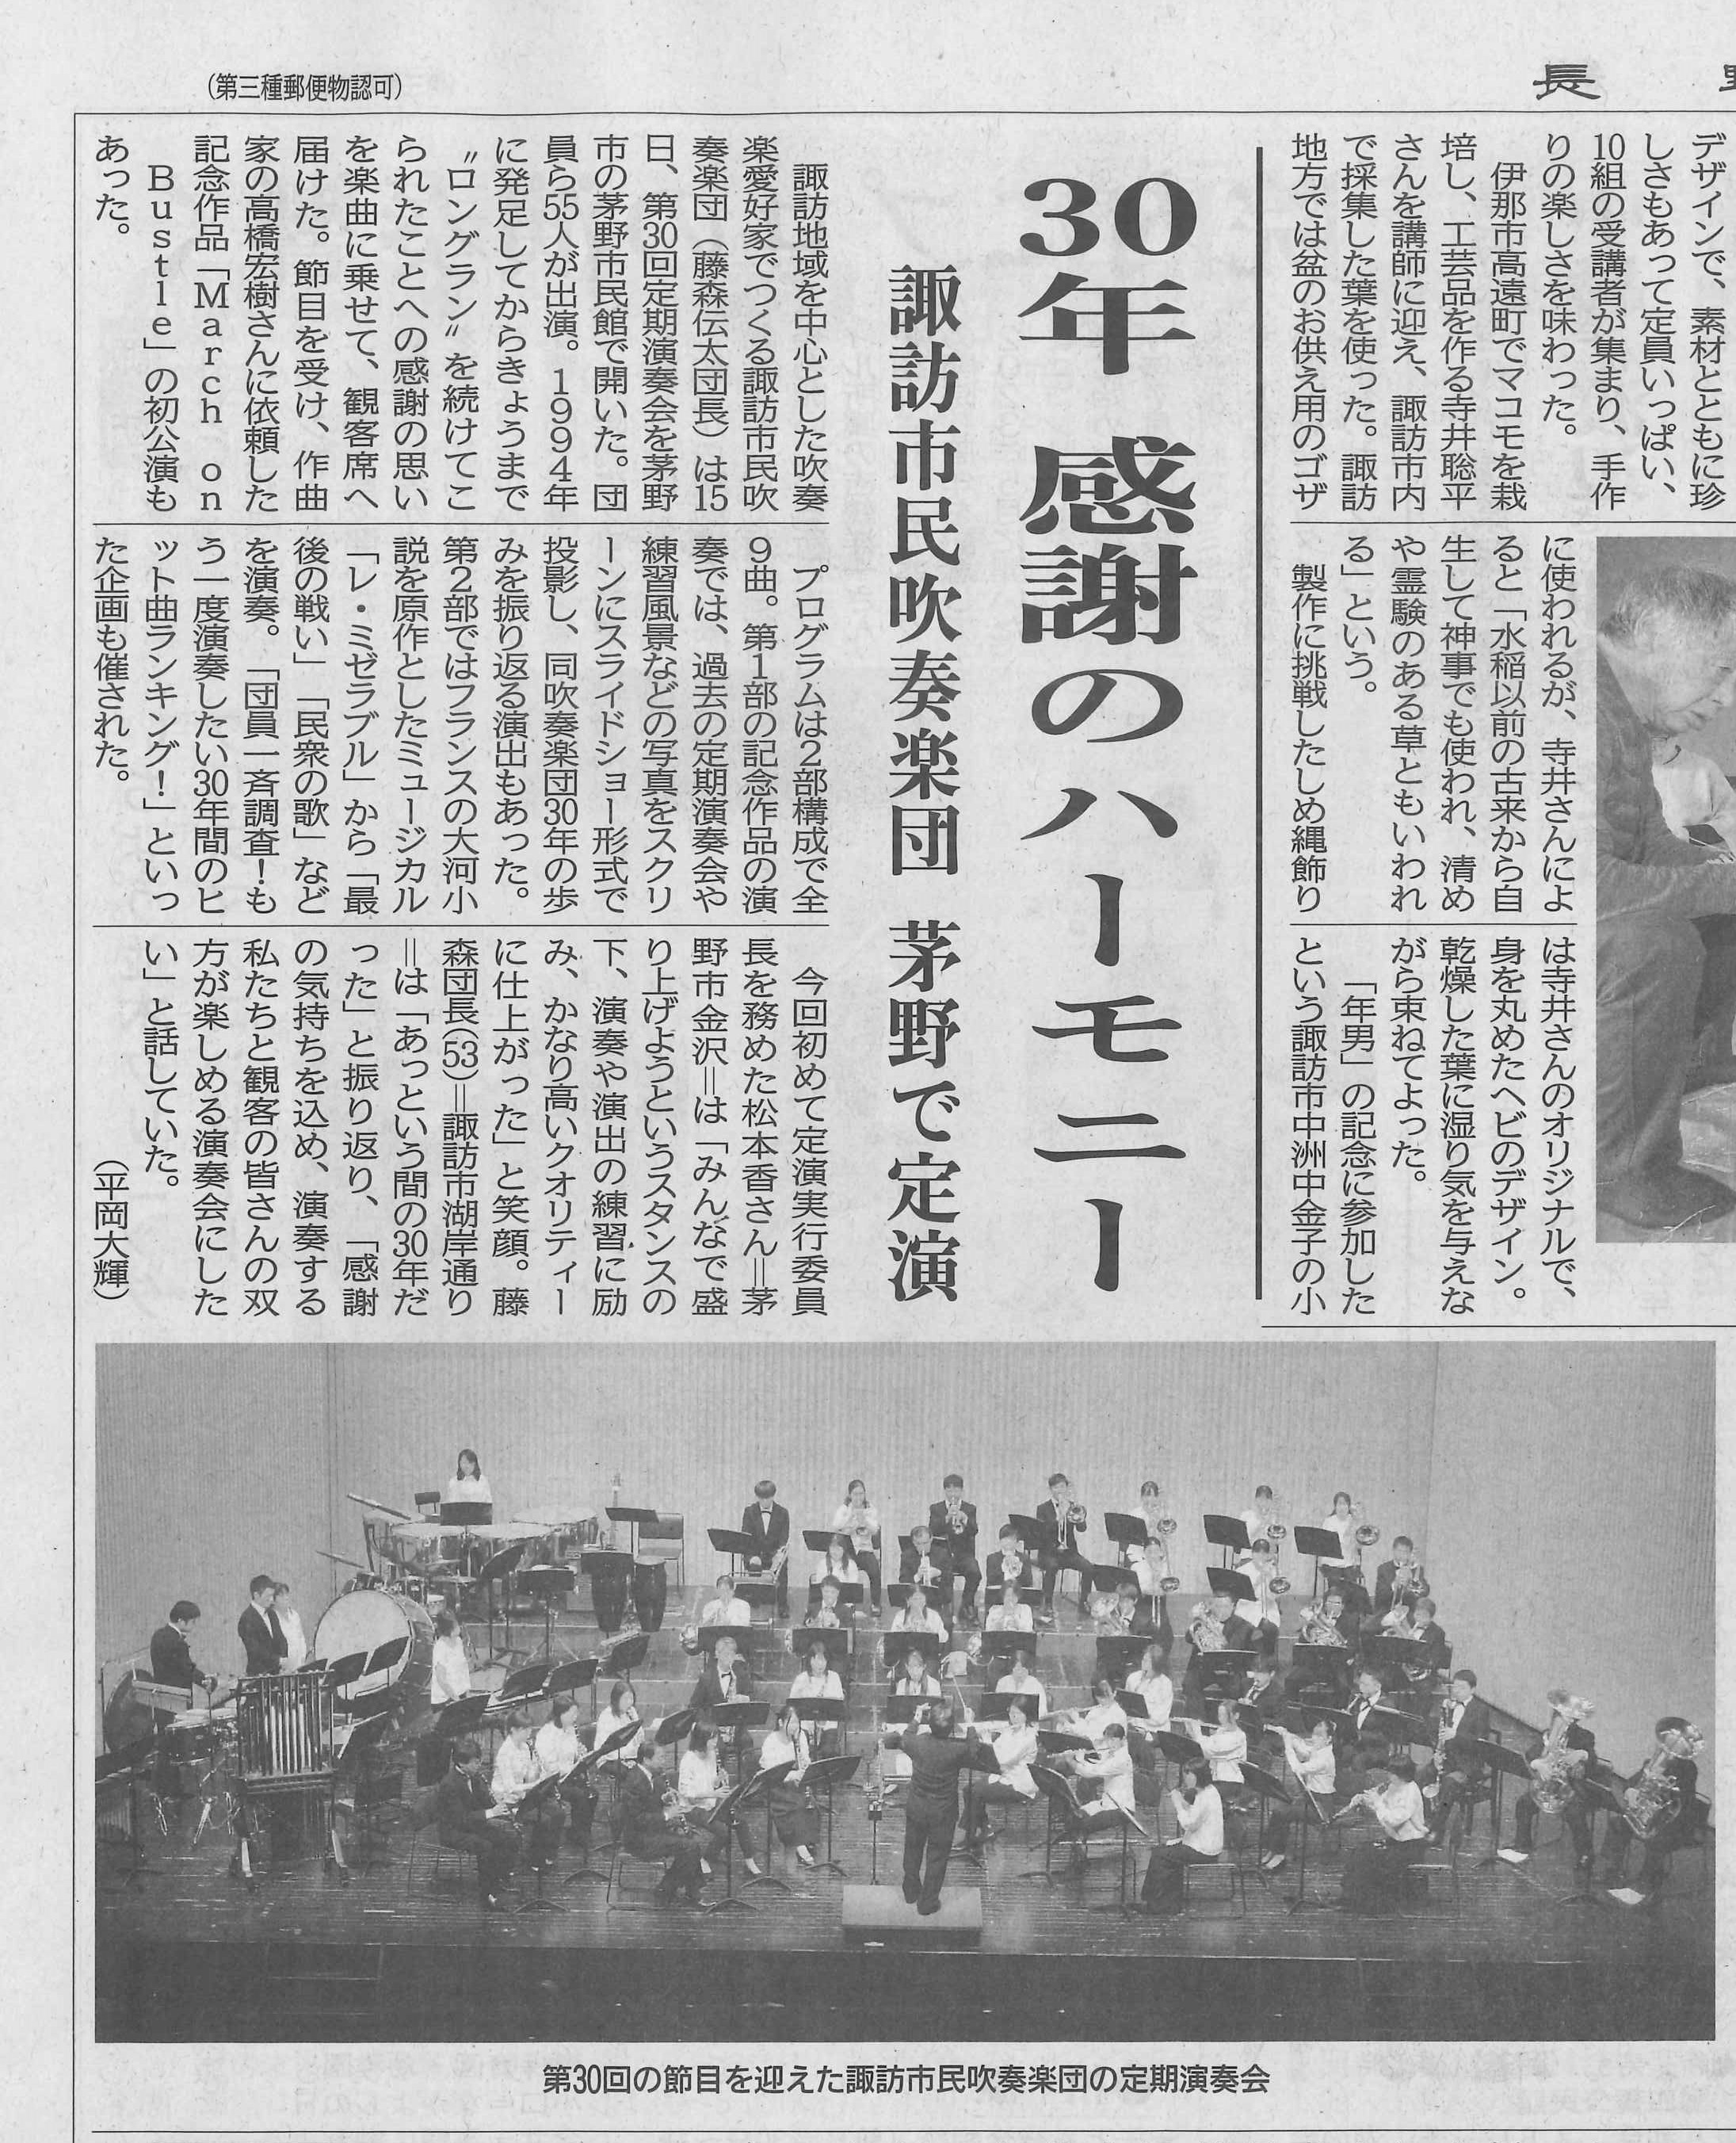 （第三種郵便物認可）
長
デザインで、素材とともに珍
しさもあって定員いっぱい、
10組の受講者が集まり、手作
りの楽しさを味わった。
伊那市高遠町でマコモを栽
培し、工芸品を作る寺井聡平
さんを講師に迎え、諏訪市内
で採集した葉を使った。諏訪
地方では盆のお供え用のゴザ
に使われるが、寺井さんによ
ると「水稲以前の古来から自
生して神事でも使われ、清め
や霊験のある草ともいわれ
る」という。
製作に挑戦したしめ縄飾り
は寺井さんのオリジナルで、
身を丸めたヘビのデザイン。
乾燥した葉に湿り気を与えな
がら束ねてよった。
「年男」の記念に参加した
という諏訪市中洲中金子の小
30年 感謝のハーモニー
諏訪市民吹奏楽団 茅野で定演
諏訪地域を中心とした吹奏
楽愛好家でつくる諏訪市民吹
奏楽団（藤森伝太団長）は15
日、第30回定期演奏会を茅野
市の茅野市民館で開いた。団
員ら55人が出演。1994年
に発足してからきょうまで
〝ロングラン〟を続けてこ
られたことへの感謝の思い
を楽曲に乗せて、観客席へ
届けた。節目を受け、作曲
家の高橋宏樹さんに依頼した
記念作品「March on
Bustle」の初公演も
あった。
プログラムは2部構成で全
9曲。第1部の記念作品の演
奏では、過去の定期演奏会や
練習風景などの写真をスクリ
ーンにスライドショー形式で
投影し、同吹奏楽団30年の歩
みを振り返る演出もあった。
第2部ではフランスの大河小
説を原作としたミュージカル
「レ・ミゼラブル」から「最
後の戦い」「民衆の歌」など
を演奏。「団員一斉調査！も
う一度演奏したい30年間のヒ
ット曲ランキング！」といっ
た企画も催された。
今回初めて定演実行委員
長を務めた松本香さん＝茅
野市金沢＝は「みんなで盛
り上げようというスタンスの
下、演奏や演出の練習に励
み、かなり高いクオリティー
に仕上がった」と笑顔。藤
森団長(53)＝諏訪市湖岸通り
＝は「あっという間の30年だ
った」と振り返り、「感謝
の気持ちを込め、演奏する
私たちと観客の皆さんの双
方が楽しめる演奏会にした
い」と話していた。
（平岡大輝）
第30回の節目を迎えた諏訪市民吹奏楽団の定期演奏会